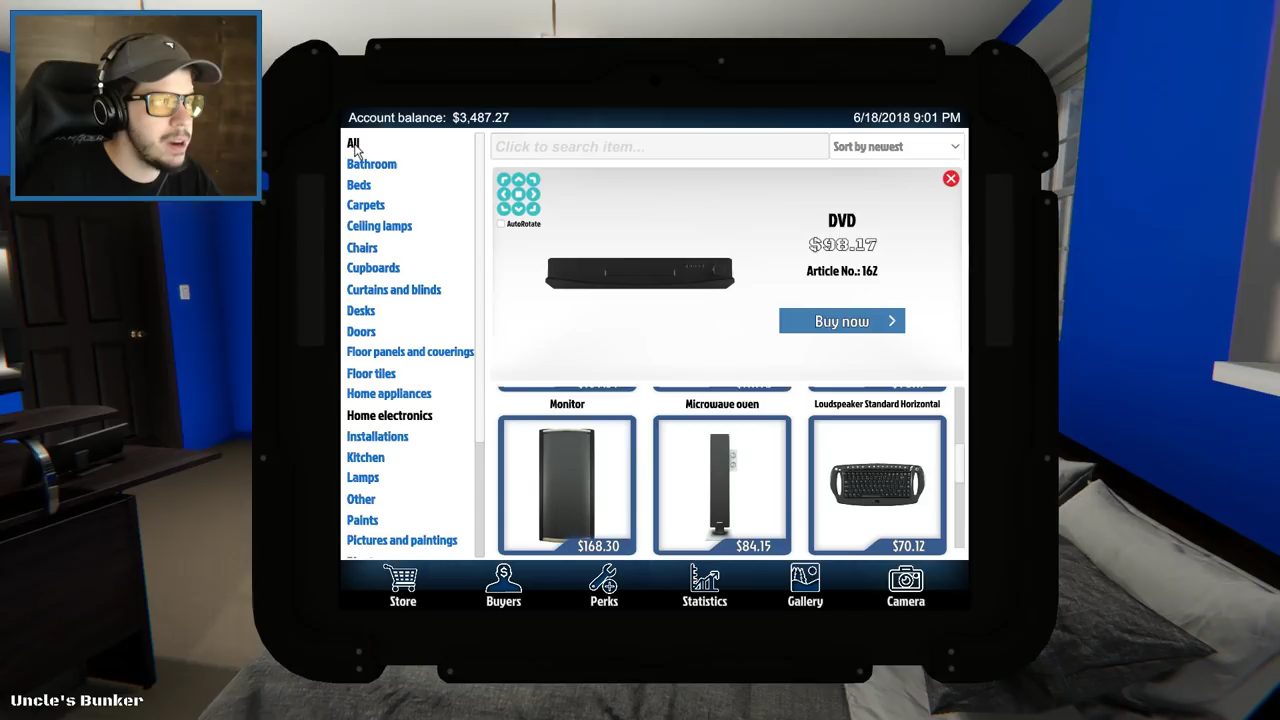 Account balance: $3,487.27
6/18/2018 9:01 PM
All
Bathroom
Beds
Carpets
Ceiling lamps
Chairs
Cupboards
Curtains and blinds
Desks
Doors
Floor panels and coverings
Floor tiles
Home appliances
Home electronics
Installations
Kitchen
Lamps
Other
Paints
Pictures and paintings
Click to search item...
Sort by newest
AutoRotate
DVD
$98.17
Article No.: 162
Buy now
Monitor
Microwave oven
Loudspeaker Standard Horizontal
$168.30
$84.15
$70.12
Store
Buyers
Perks
Statistics
Gallery
Camera
Uncle's Bunker